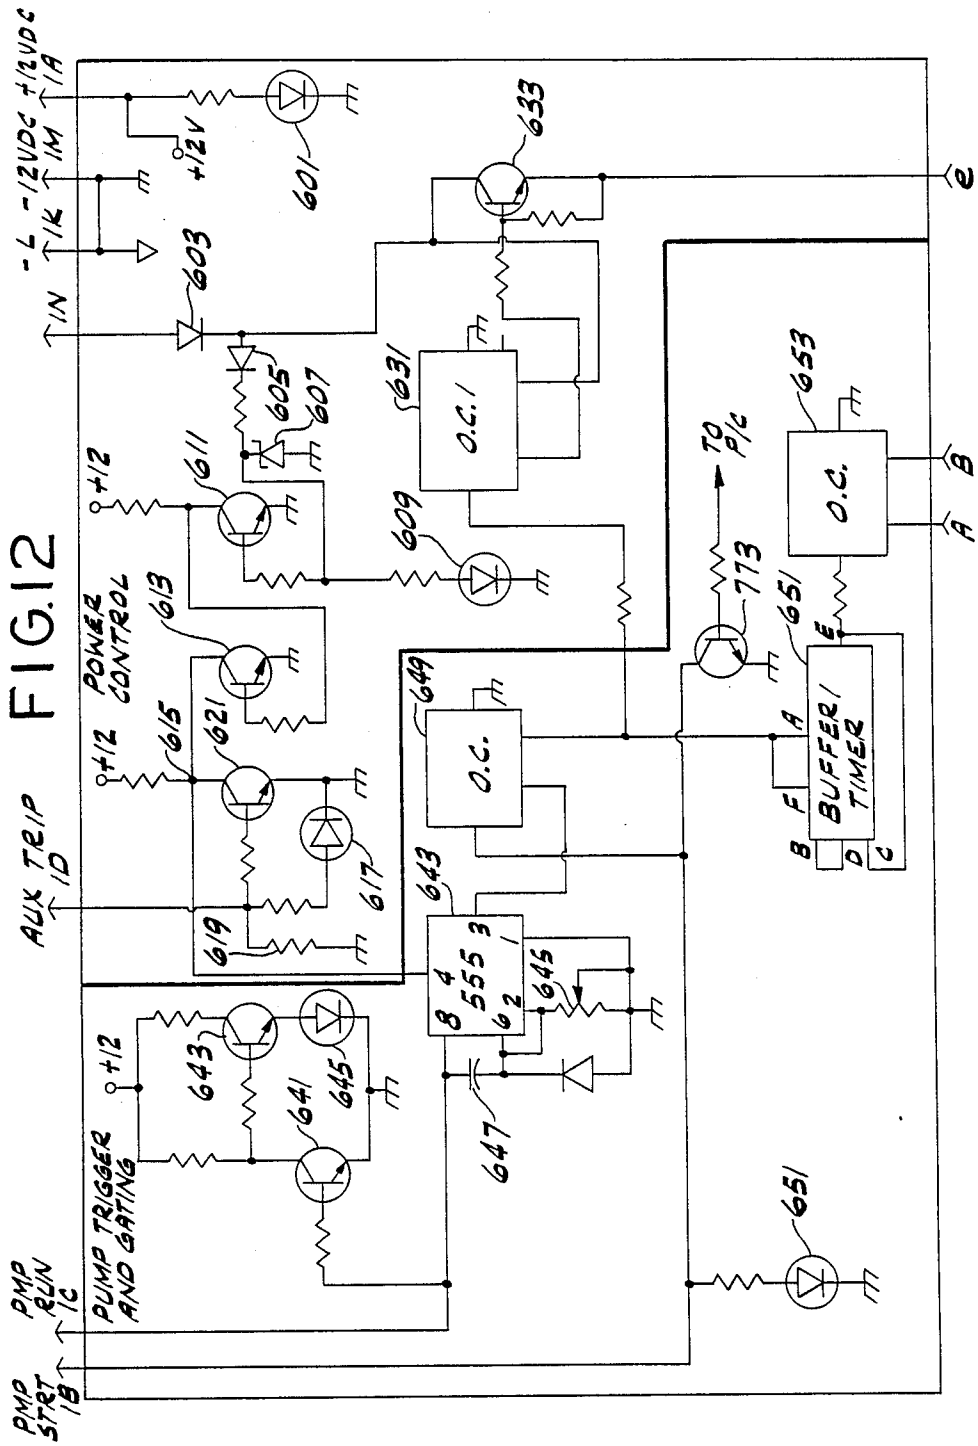 FIG.12
PMP
STRT
1B
PMP
RUN
1C
AUX TRIP
1D
1N
-L
1K
-12VDC
1M
+12VDC
1A
PUMP TRIGGER
AND GATING
+12
643
645
641
POWER
CONTROL
+12
615
621
619
617
613
+12
611
603
605
607
609
+12V
601
631
O.C.1
633
e
643
8
4
555
3
6
2
1
645
647
649
O.C.
TO
P/C
773
651
BUFFER/
TIMER
A
F
B
D
C
E
653
O.C.
A
B
651